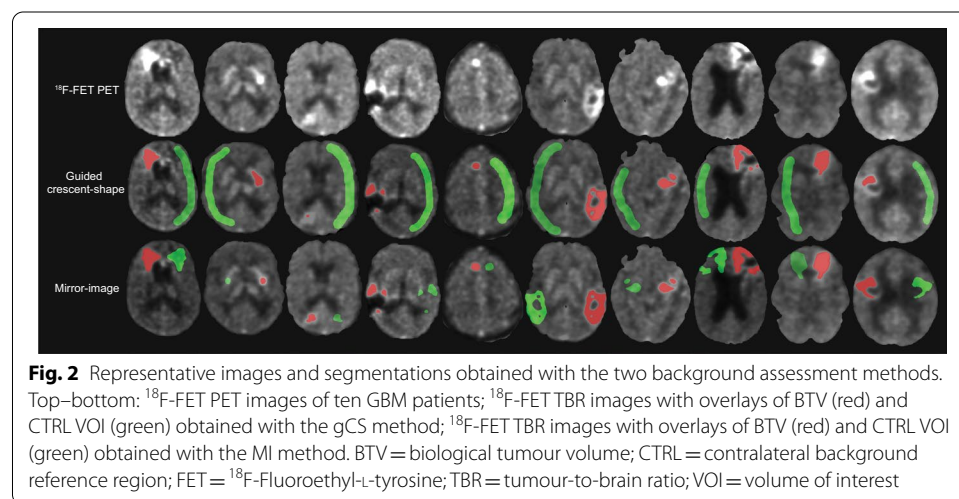 ¹⁸F-FET PET
Guided
crescent-shape
Mirror-image
Fig. 2 Representative images and segmentations obtained with the two background assessment methods.
Top–bottom: ¹⁸F-FET PET images of ten GBM patients; ¹⁸F-FET TBR images with overlays of BTV (red) and
CTRL VOI (green) obtained with the gCS method; ¹⁸F-FET TBR images with overlays of BTV (red) and CTRL VOI
(green) obtained with the MI method. BTV = biological tumour volume; CTRL = contralateral background
reference region; FET = ¹⁸F-Fluoroethyl-ʟ-tyrosine; TBR = tumour-to-brain ratio; VOI = volume of interest